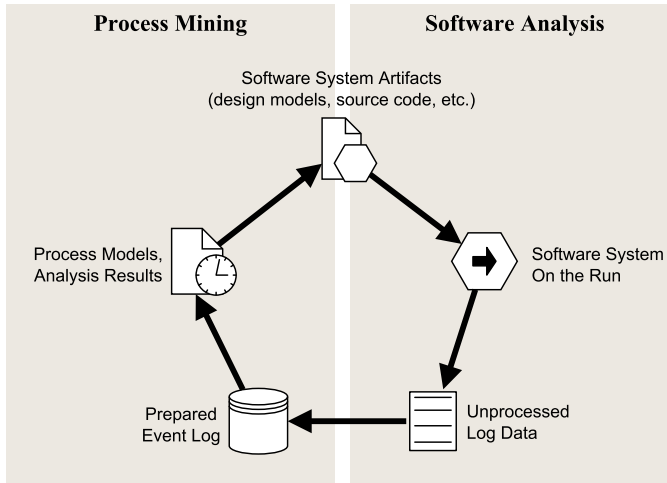 Process Mining
Software Analysis
Software System Artifacts
(design models, source code, etc.)
Process Models,
Analysis Results
Software System
On the Run
Prepared
Event Log
Unprocessed
Log Data